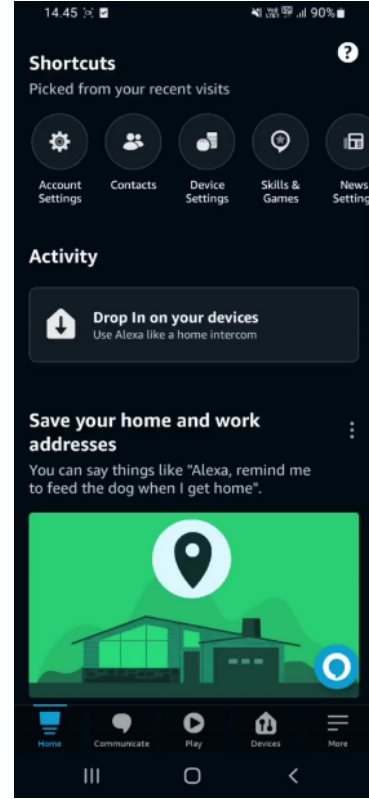 14.45
90%
Shortcuts
?
Picked from your recent visits
Account
Settings
Contacts
Device
Settings
Skills &
Games
News
Setting
Activity
Drop In on your devices
Use Alexa like a home intercom
Save your home and work
addresses
You can say things like "Alexa, remind me
to feed the dog when I get home".
Home
Communicate
Play
Devices
More